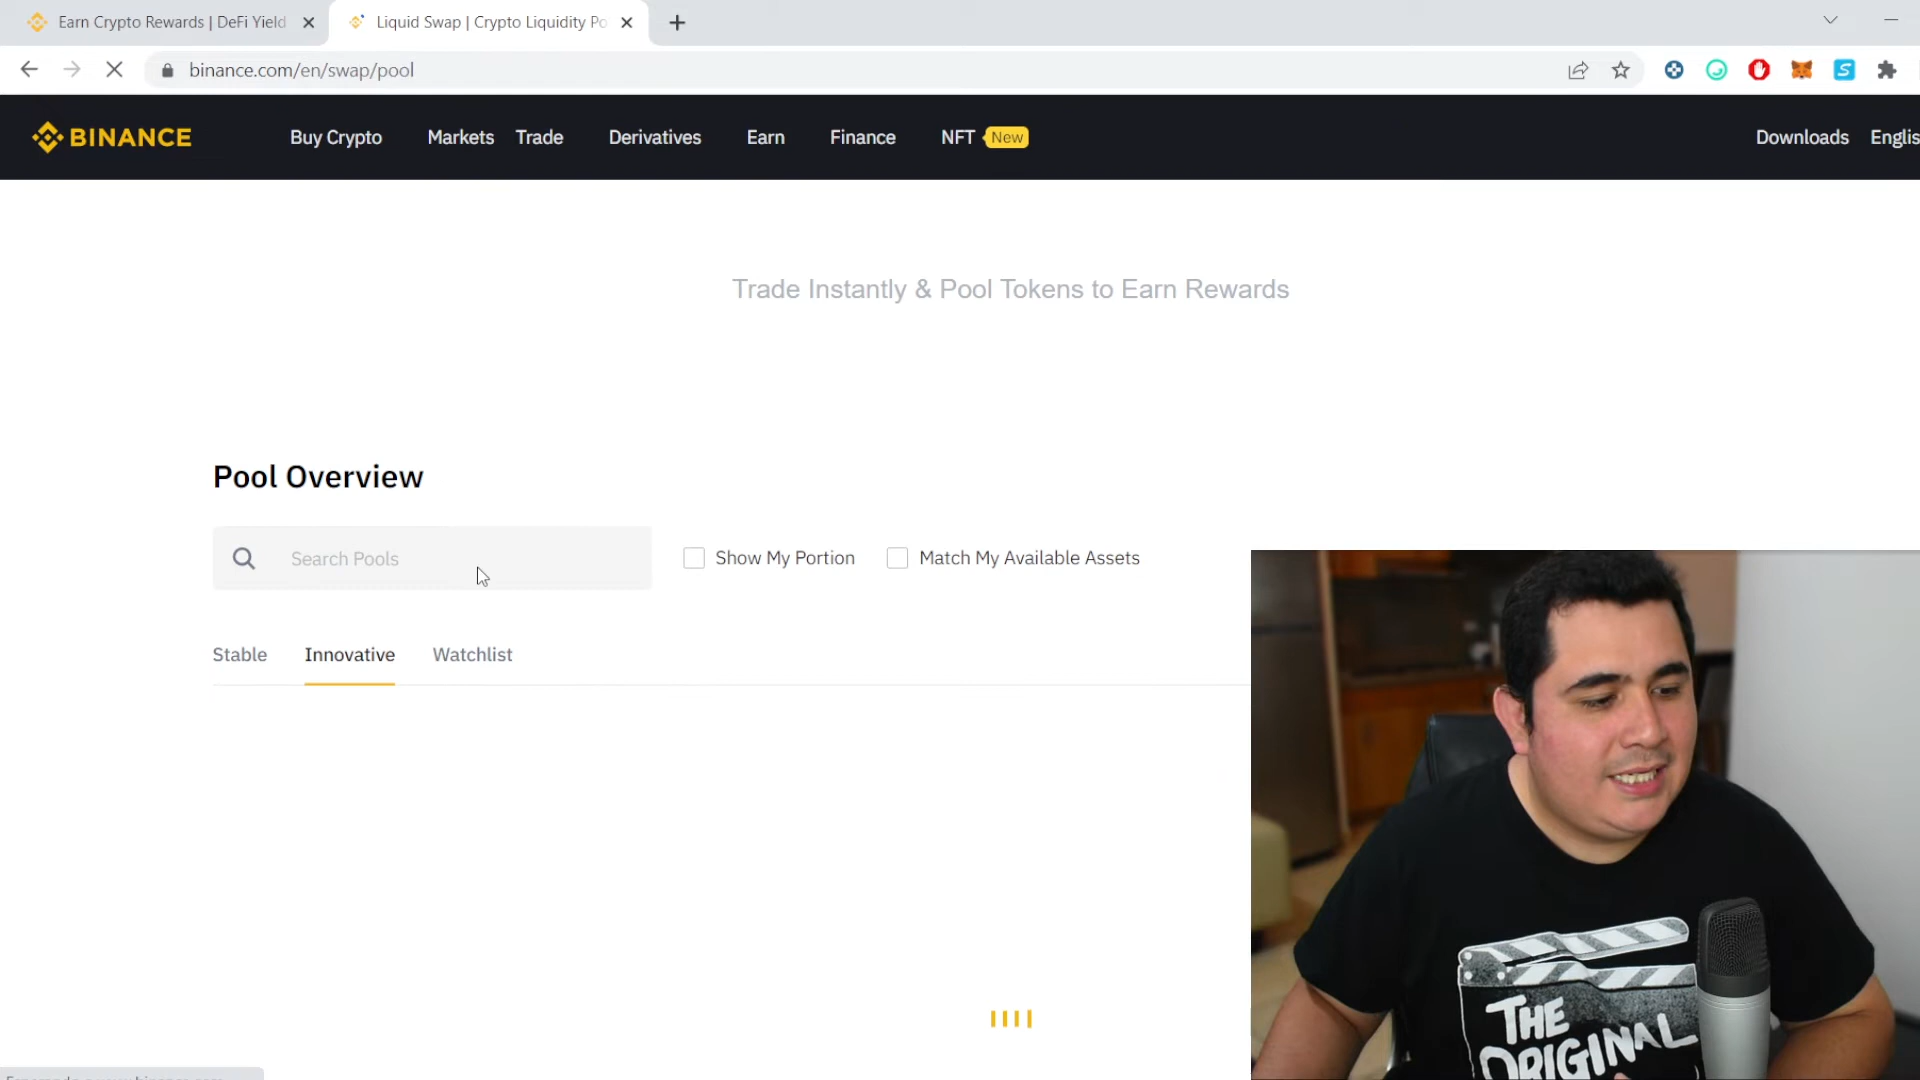 Earn Crypto Rewards | DeFi Yield
Liquid Swap | Crypto Liquidity Po
binance.com/en/swap/pool
BINANCE
Buy Crypto
Markets
Trade
Derivatives
Earn
Finance
NFT
New
Downloads
Englis
Trade Instantly & Pool Tokens to Earn Rewards
Pool Overview
Search Pools
Show My Portion
Match My Available Assets
Stable
Innovative
Watchlist
THE
ORIGINAL